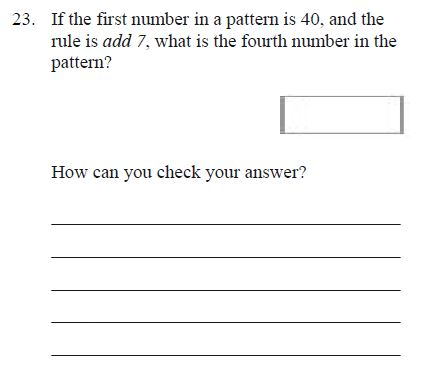 23. If the first number in a pattern is 40, and the
rule is add 7, what is the fourth number in the
pattern?
How can you check your answer?